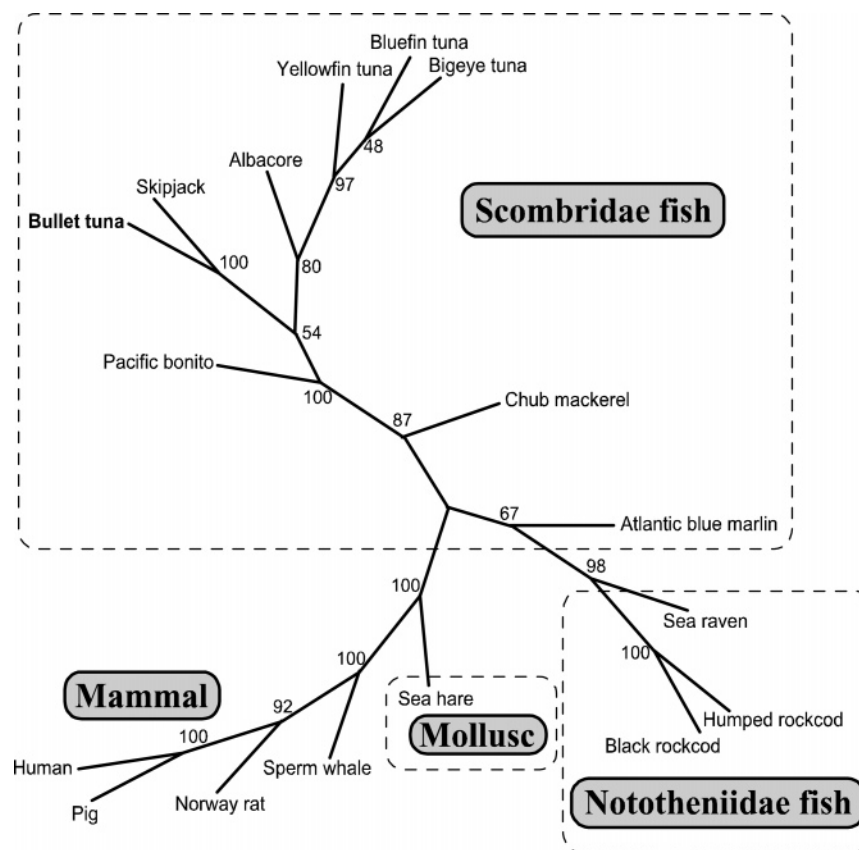 Bluefin tuna
Yellowfin tuna
Bigeye tuna
48
Albacore
97
Skipjack
Scombridae fish
Bullet tuna
100
80
54
Pacific bonito
100
87
Chub mackerel
67
Atlantic blue marlin
98
100
Sea raven
100
100
Mammal
Sea hare
92
Humped rockcod
Mollusc
100
Black rockcod
Human
Sperm whale
Norway rat
Pig
Nototheniidae fish